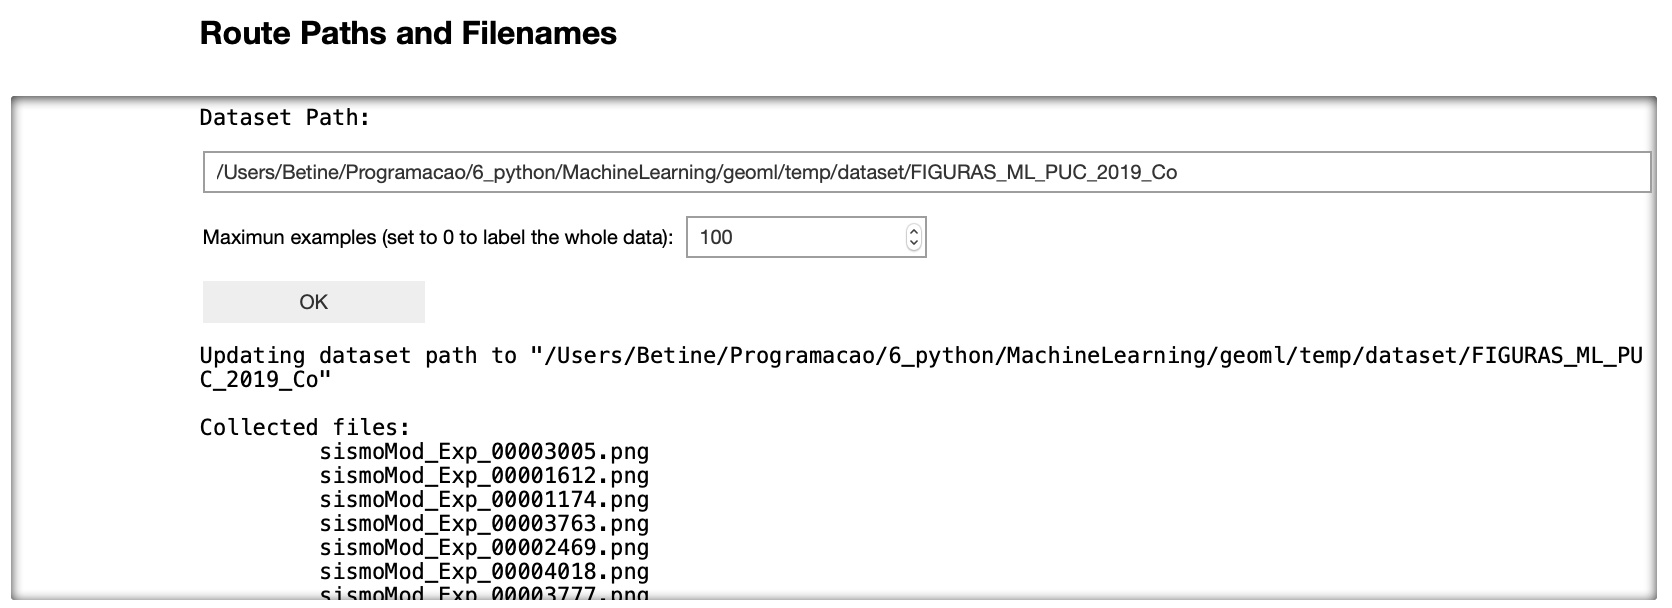 Route Paths and Filenames
Dataset Path:
/Users/Betine/Programacao/6_python/MachineLearning/geoml/temp/dataset/FIGURAS_ML_PUC_2019_Co
Maximun examples (set to 0 to label the whole data): 100
OK
Updating dataset path to "/Users/Betine/Programacao/6_python/MachineLearning/geoml/temp/dataset/FIGURAS_ML_PU
C_2019_Co"
Collected files:
sismoMod_Exp_00003005.png
sismoMod_Exp_00001612.png
sismoMod_Exp_00001174.png
sismoMod_Exp_00003763.png
sismoMod_Exp_00002469.png
sismoMod_Exp_00004018.png
sismoMod_Exp_00003777.png